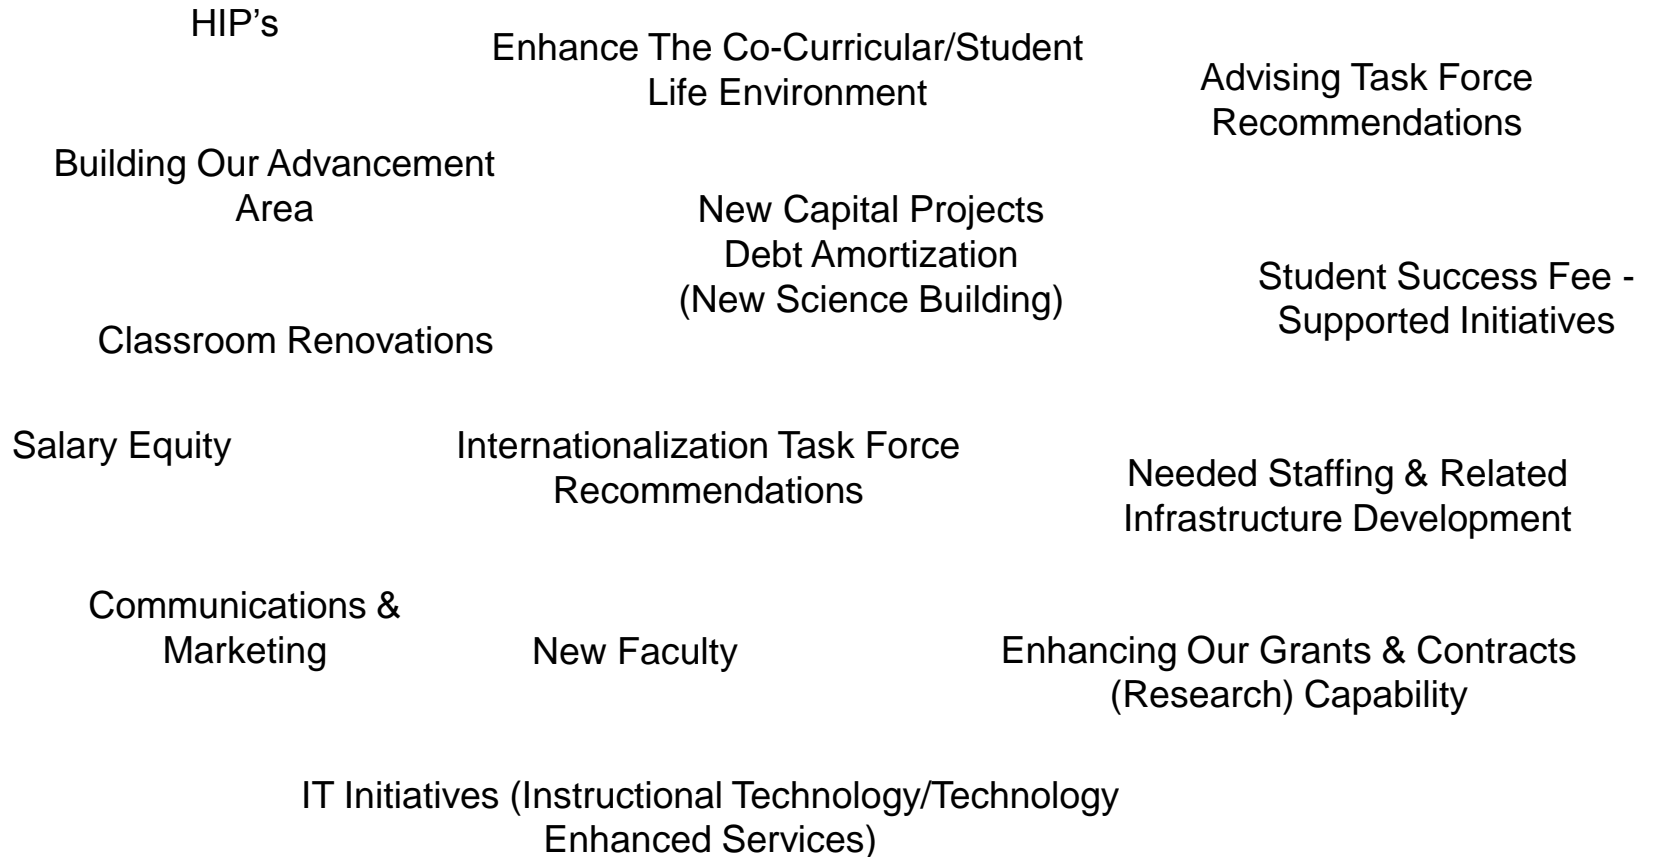 HIP's
Enhance The Co-Curricular/Student
Life Environment
Advising Task Force
Recommendations
Building Our Advancement
Area
New Capital Projects
Debt Amortization
(New Science Building)
Student Success Fee -
Supported Initiatives
Classroom Renovations
Salary Equity
Internationalization Task Force
Recommendations
Needed Staffing & Related
Infrastructure Development
Communications &
Marketing
New Faculty
Enhancing Our Grants & Contracts
(Research) Capability
IT Initiatives (Instructional Technology/Technology
Enhanced Services)